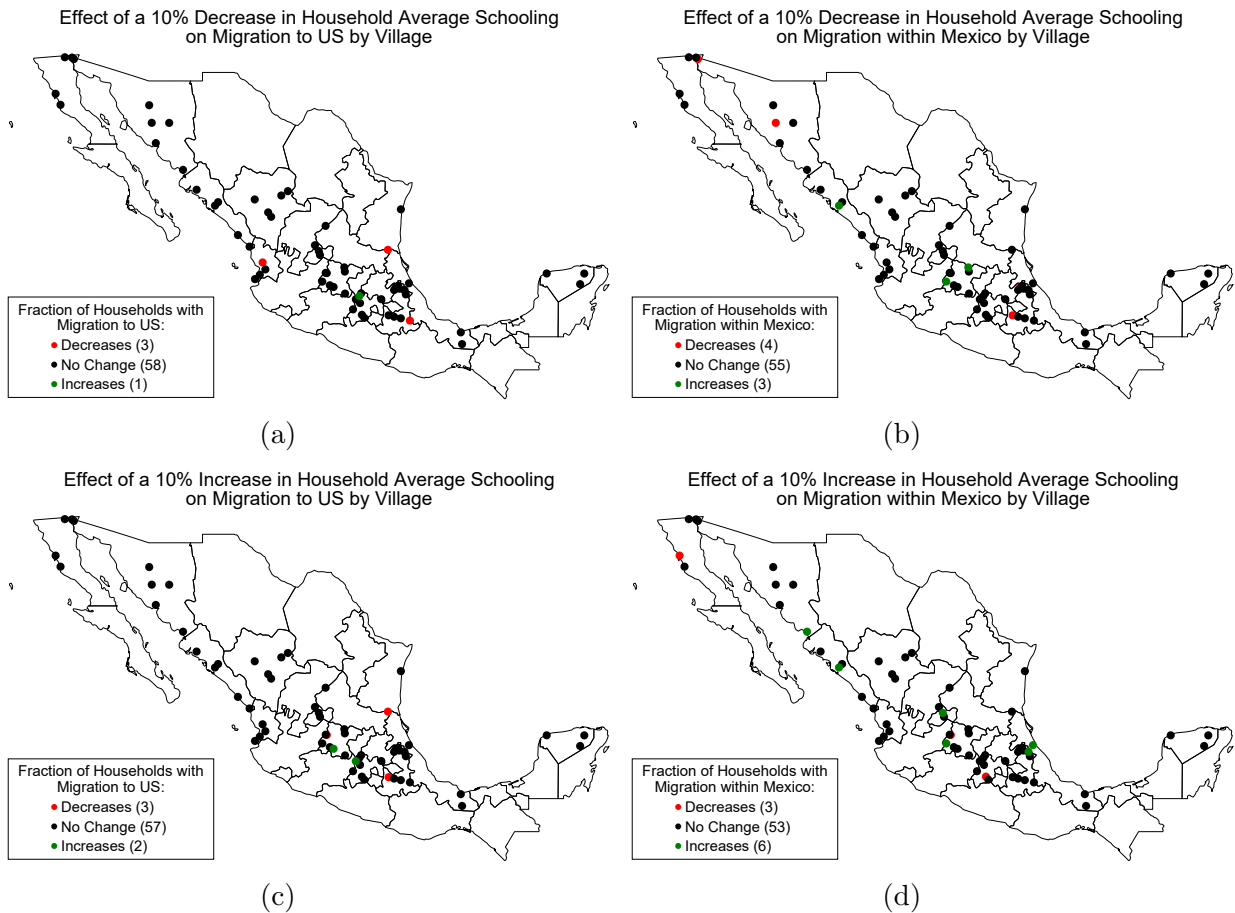 Effect of a 10% Decrease in Household Average Schooling
on Migration to US by Village
Fraction of Households with
Migration to US:
Decreases (3)
No Change (58)
Increases (1)
(a)
Effect of a 10% Decrease in Household Average Schooling
on Migration within Mexico by Village
Fraction of Households with
Migration within Mexico:
Decreases (4)
No Change (55)
Increases (3)
(b)
Effect of a 10% Increase in Household Average Schooling
on Migration to US by Village
Fraction of Households with
Migration to US:
Decreases (3)
No Change (57)
Increases (2)
(c)
Effect of a 10% Increase in Household Average Schooling
on Migration within Mexico by Village
Fraction of Households with
Migration within Mexico:
Decreases (3)
No Change (53)
Increases (6)
(d)